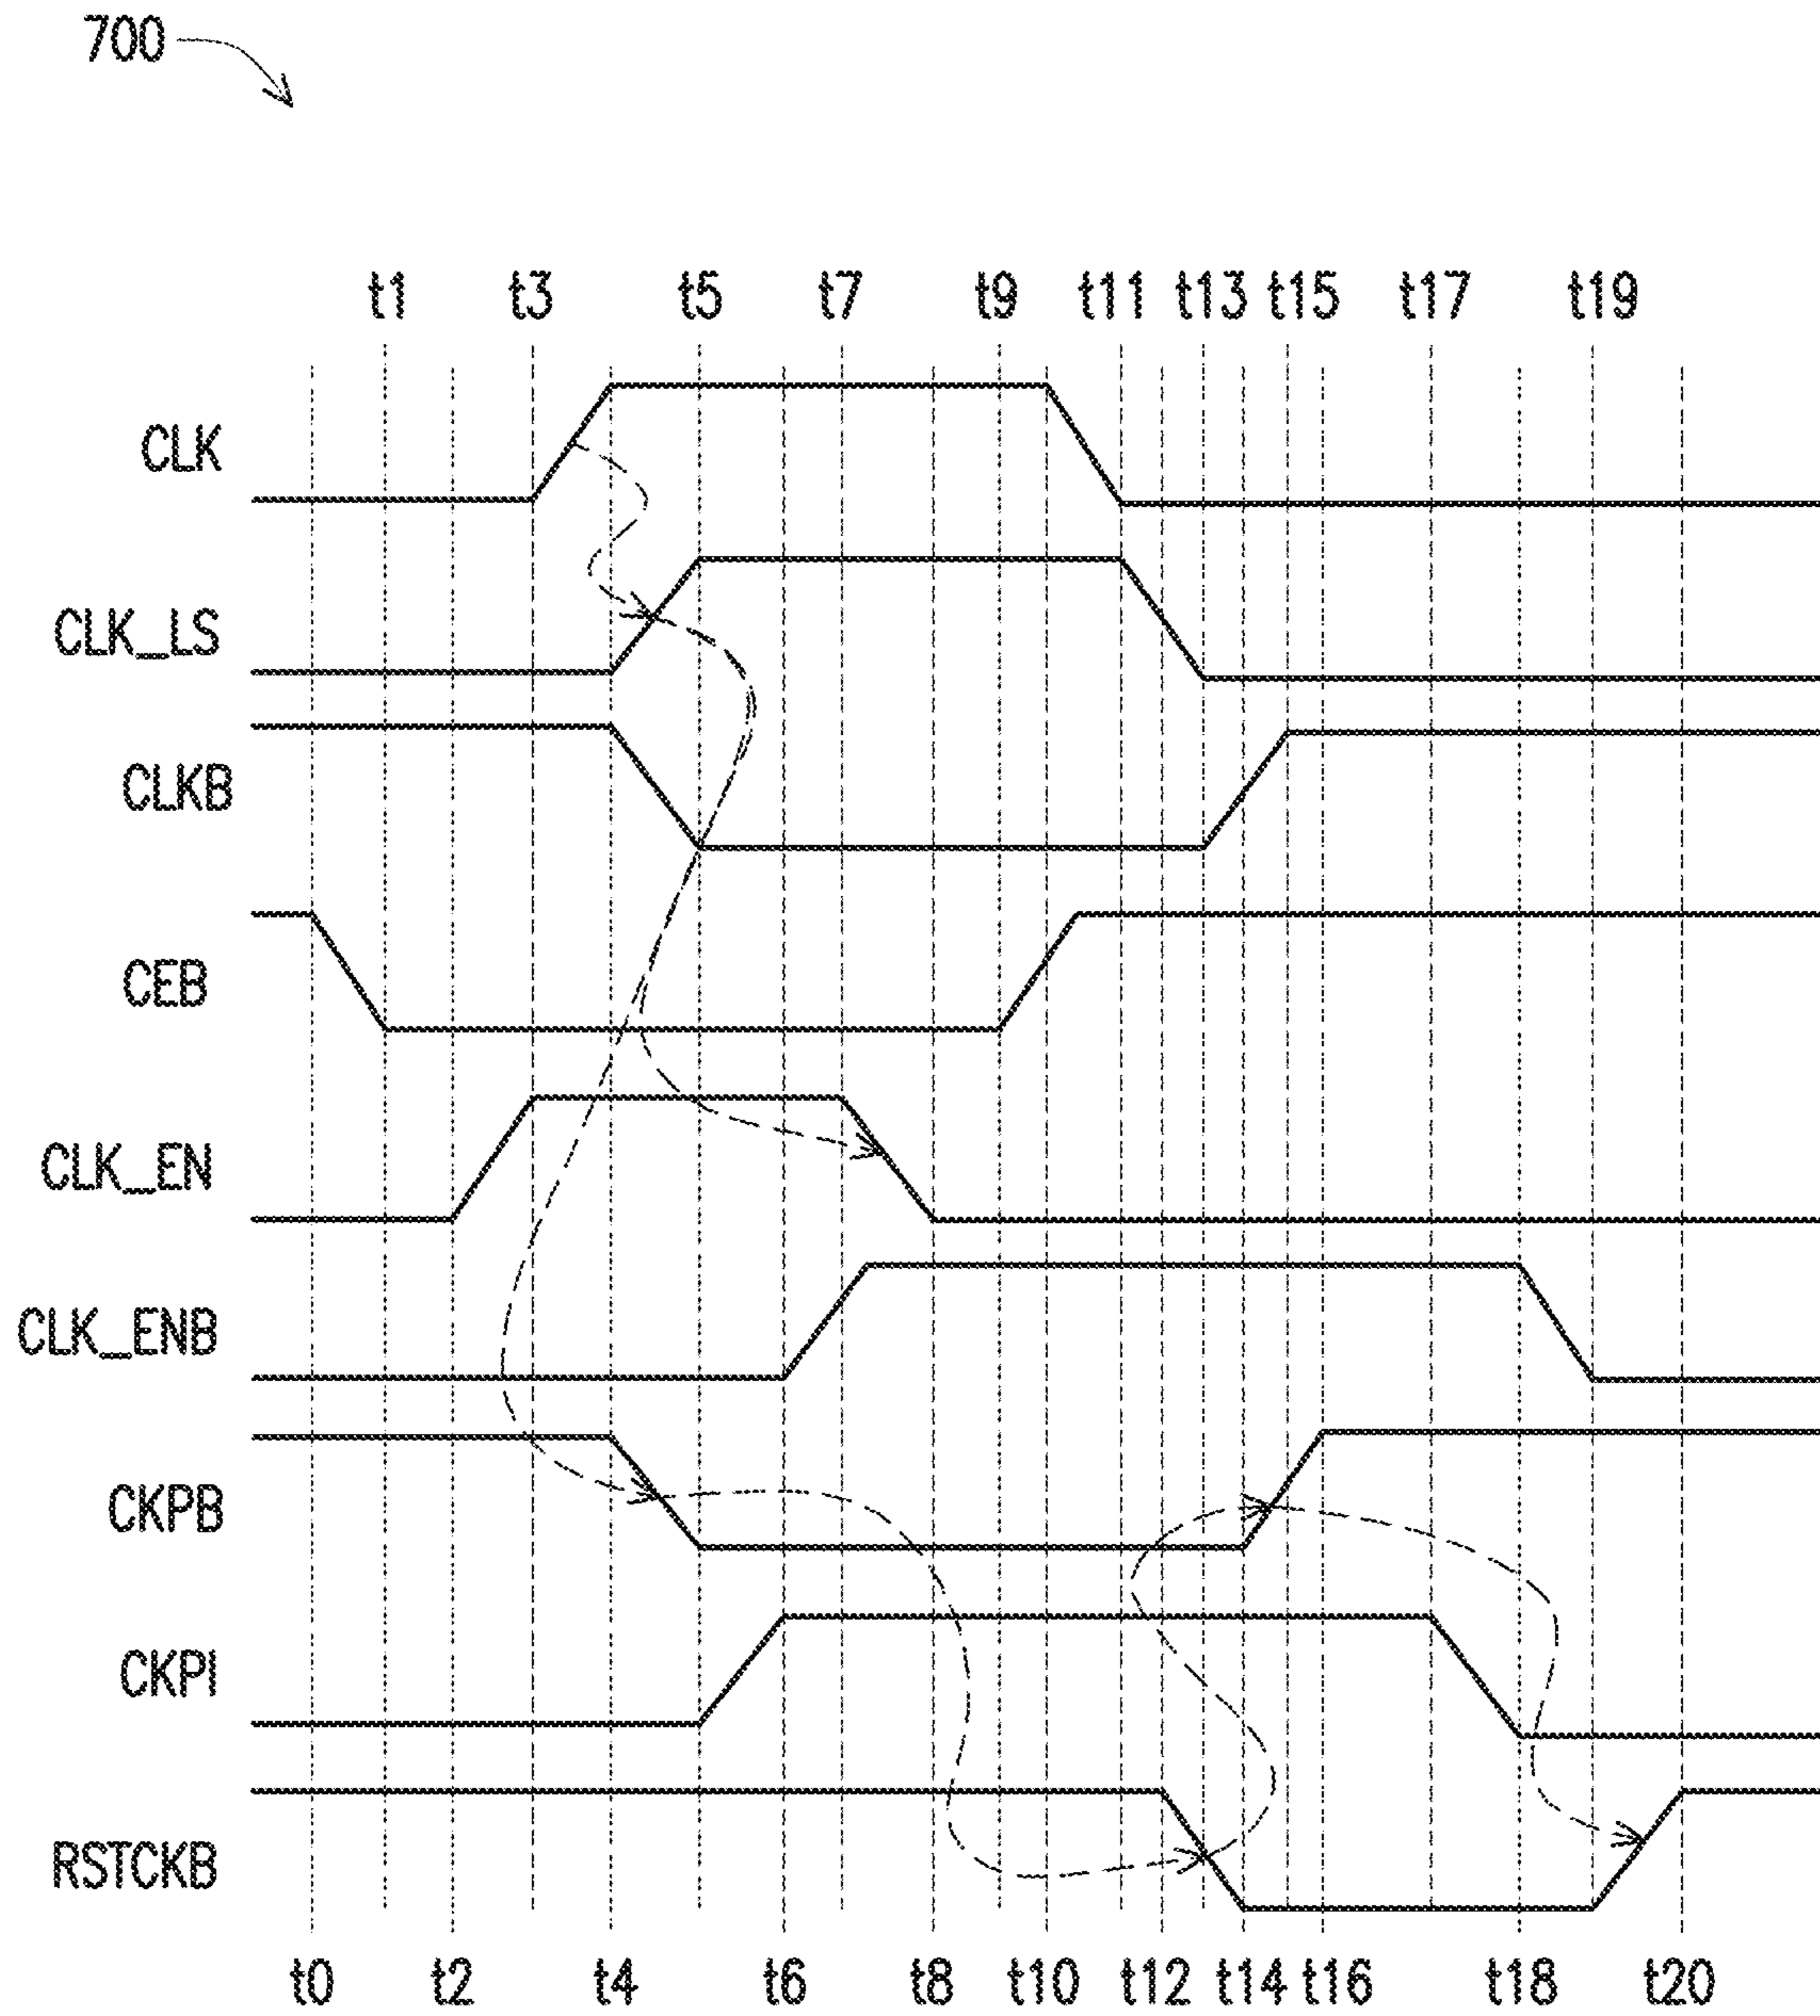 700
t1 t3 t5 t7 t9 t11 t13 t15 t17 t19
CLK
CLK_LS
CLKB
CEB
CLK_EN
CLK_ENB
CKPB
CKPI
RSTCKB
t0 t2 t4 t6 t8 t10 t12 t14 t16 t18 t20